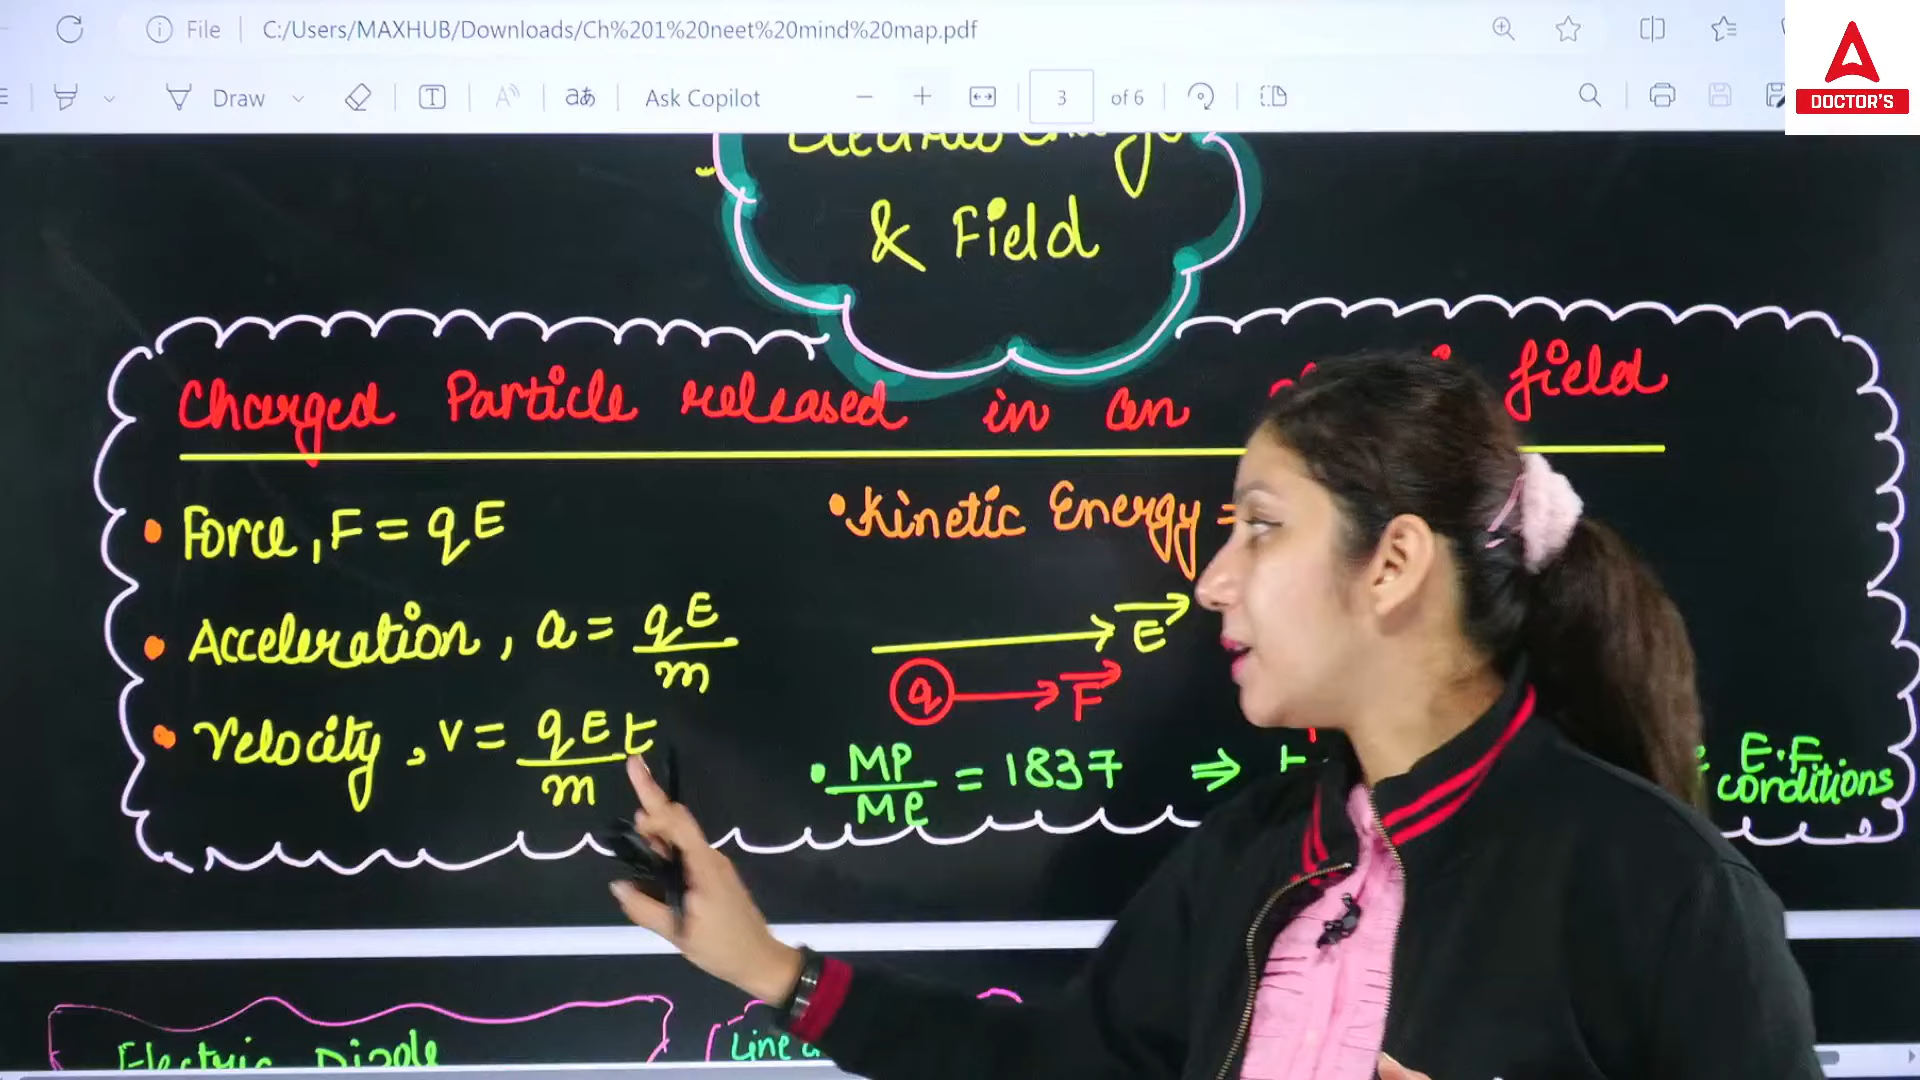 File C:/Users/MAXHUB/Downloads/Ch%201%20neet%20mind%20map.pdf
Draw T aあ Ask Copilot 3 of 6
DOCTOR'S
& Field
Charged Particle released in an field
• Force, F = qE
• Kinetic Energy =
• Acceleration, a = qE/m
E
q F
• Velocity, v = qEt/m
• MP/Me = 1837 ⇒
E.F
conditions
Electric Dipole
Line